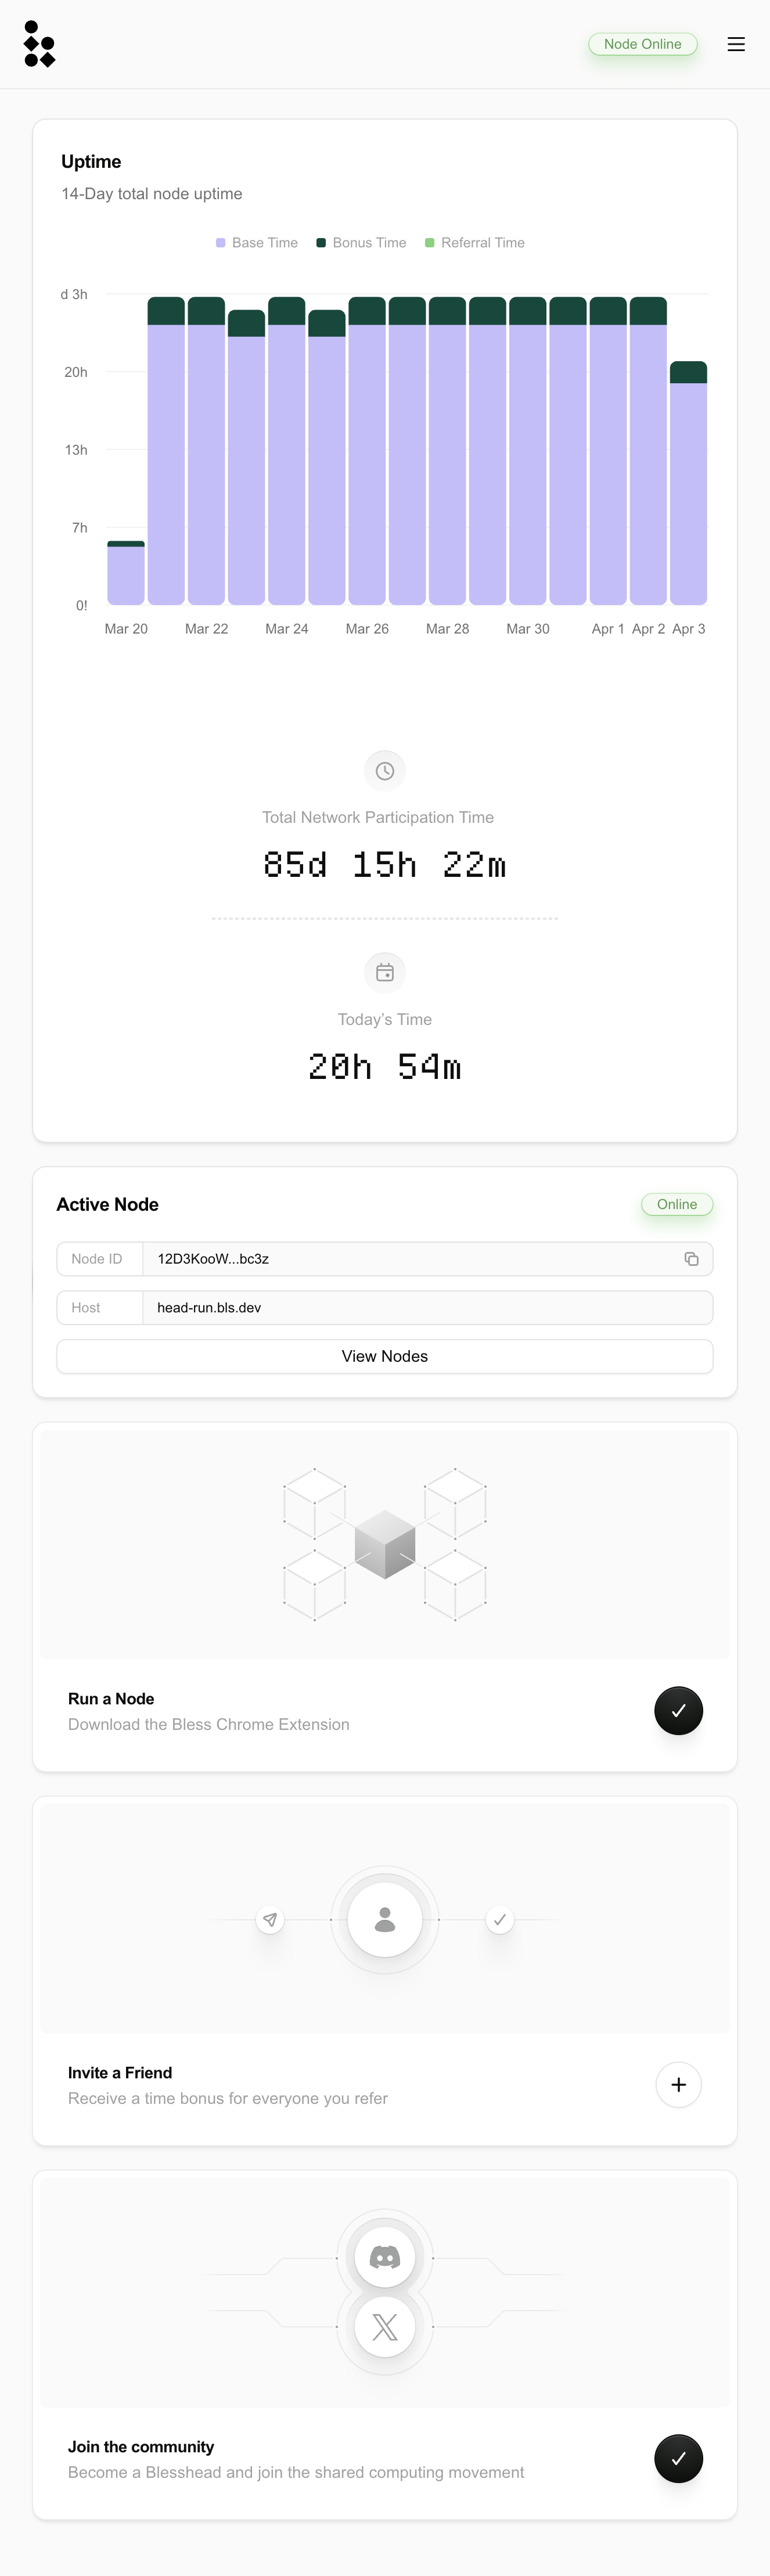 Node Online
Uptime
14-Day total node uptime
Base Time Bonus Time Referral Time
d 3h
20h
13h
7h
0!
Mar 20 Mar 22 Mar 24 Mar 26 Mar 28 Mar 30 Apr 1 Apr 2 Apr 3
Total Network Participation Time
85d 15h 22m
Today's Time
20h 54m
Active Node Online
Node ID 12D3KooW...bc3z
Host head-run.bls.dev
View Nodes
Run a Node
Download the Bless Chrome Extension
Invite a Friend
Receive a time bonus for everyone you refer
Join the community
Become a Blesshead and join the shared computing movement